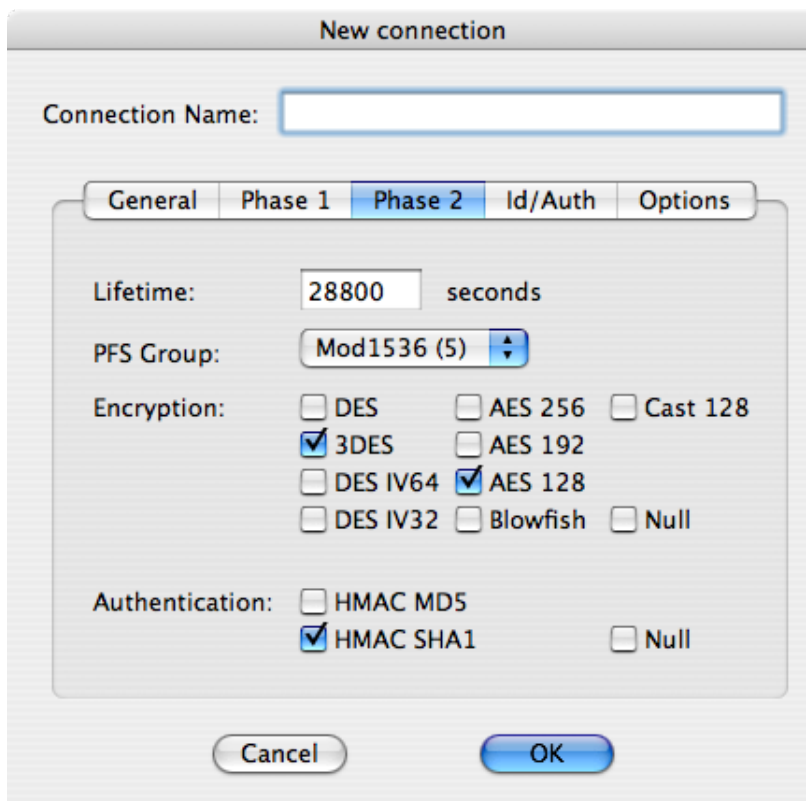 New connection
Connection Name:
General Phase 1 Phase 2 Id/Auth Options
Lifetime: 28800 seconds
PFS Group: Mod1536 (5)
Encryption: DES AES 256 Cast 128
3DES AES 192
DES IV64 AES 128
DES IV32 Blowfish Null
Authentication: HMAC MD5
HMAC SHA1 Null
Cancel OK